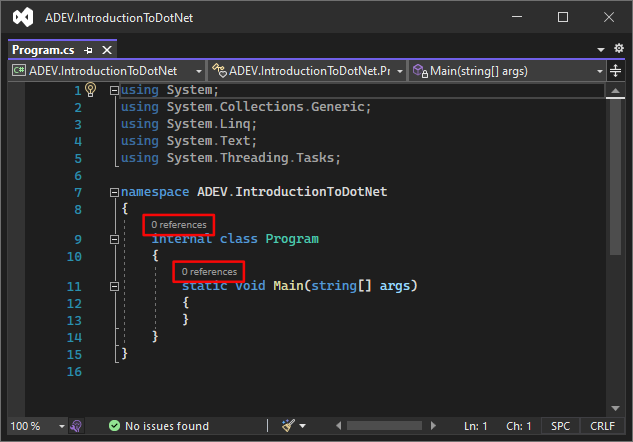 ADEV.IntroductionToDotNet
Program.cs
ADEV.IntroductionToDotNet ADEV.IntroductionToDotNet.Pr Main(string[] args)
1 using System;
2 using System.Collections.Generic;
3 using System.Linq;
4 using System.Text;
5 using System.Threading.Tasks;
6
7 namespace ADEV.IntroductionToDotNet
8 {
0 references
9 internal class Program
10 {
0 references
11 static void Main(string[] args)
12 {
13 }
14 }
15 }
16
100 % No issues found Ln: 1 Ch: 1 SPC CRLF